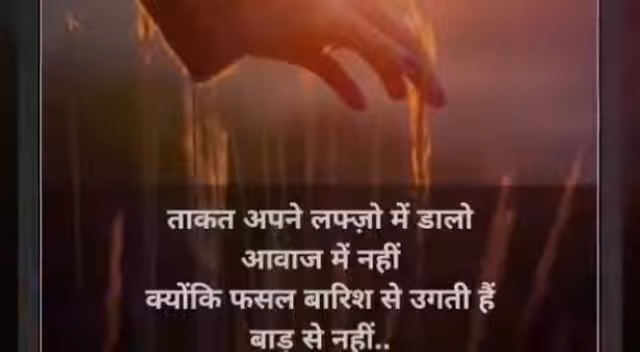 ताकत अपने लफ्ज़ो में डालो
आवाज में नहीं
क्योंकि फसल बारिश से उगती हैं
बाड़ से नहीं..